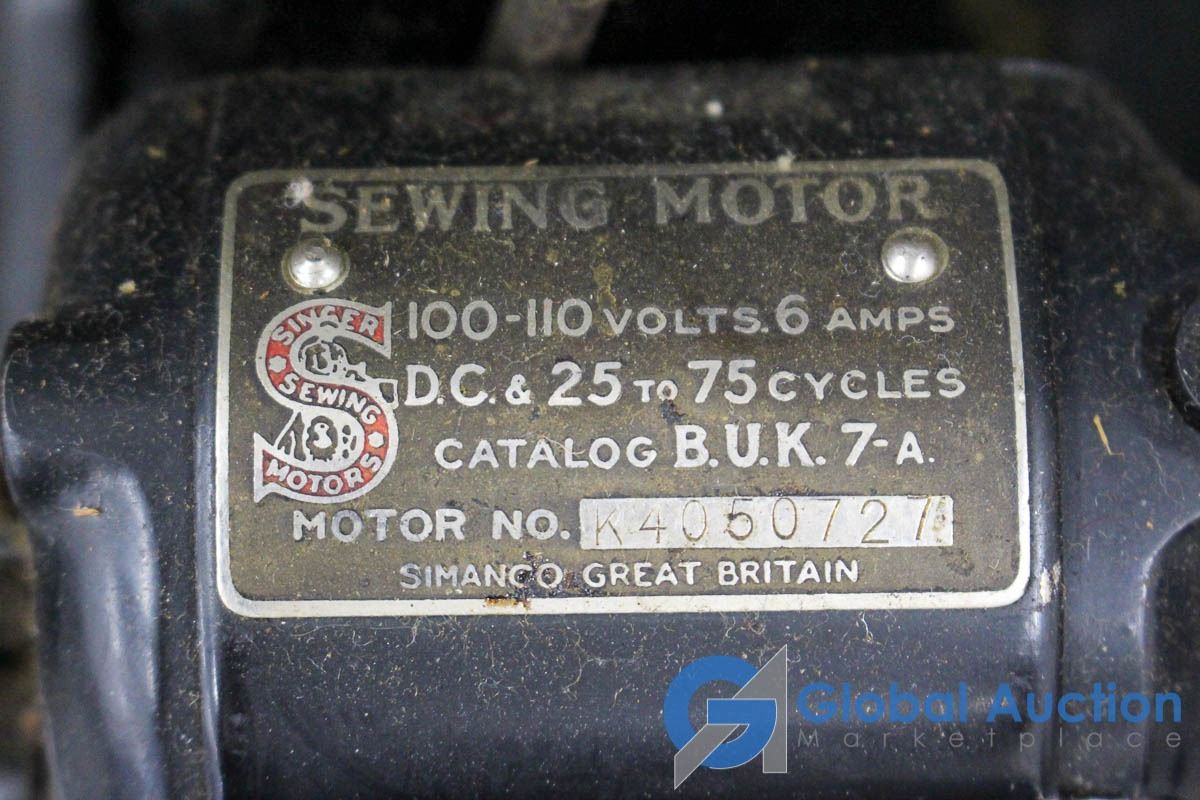 SEWING MOTOR
SINGER
SEWING
MOTORS
100-110 VOLTS. 6 AMPS
D.C. & 25 TO 75 CYCLES
CATALOG B.U.K. 7-A.
MOTOR NO. K4050727
SIMANCO, GREAT BRITAIN
GA Global Auction
Marketplace